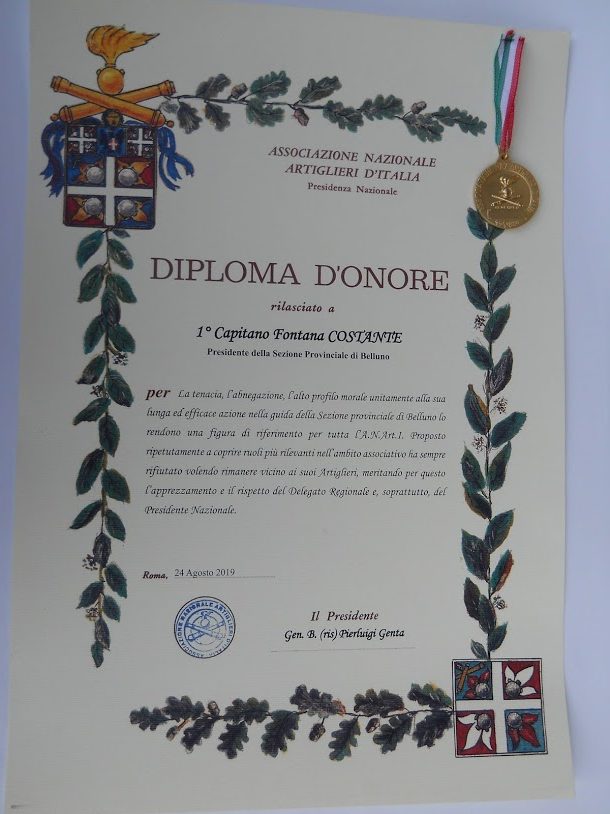 ASSOCIAZIONE NAZIONALE
ARTIGLIERI D'ITALIA
Presidenza Nazionale
DIPLOMA D'ONORE
rilasciato a
1° Capitano Fontana COSTANTE
Presidente della Sezione Provinciale di Belluno
per La tenacia, l'abnegazione, l'alto profilo morale unitamente alla sua
lunga ed efficace azione nella guida della Sezione provinciale di Belluno lo
rendono una figura di riferimento per tutta l'A.N.Art.I. Proposto
ripetutamente a coprire ruoli più rilevanti nell'ambito associativo ha sempre
rifiutato volendo rimanere vicino ai suoi Artiglieri, meritando per questo
l'apprezzamento e il rispetto del Delegato Regionale e, soprattutto, del
Presidente Nazionale.
Roma, 24 Agosto 2019
ASSOCIAZIONE NAZIONALE ARTIGLIERI D'ITALIA
Il Presidente
Gen. B. (ris) Pierluigi Genta